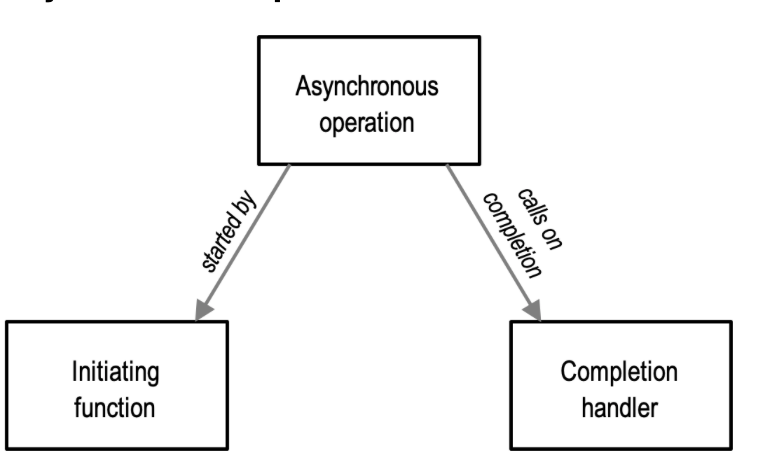 Asynchronous
operation
started by
calls on
completion
Initiating
function
Completion
handler